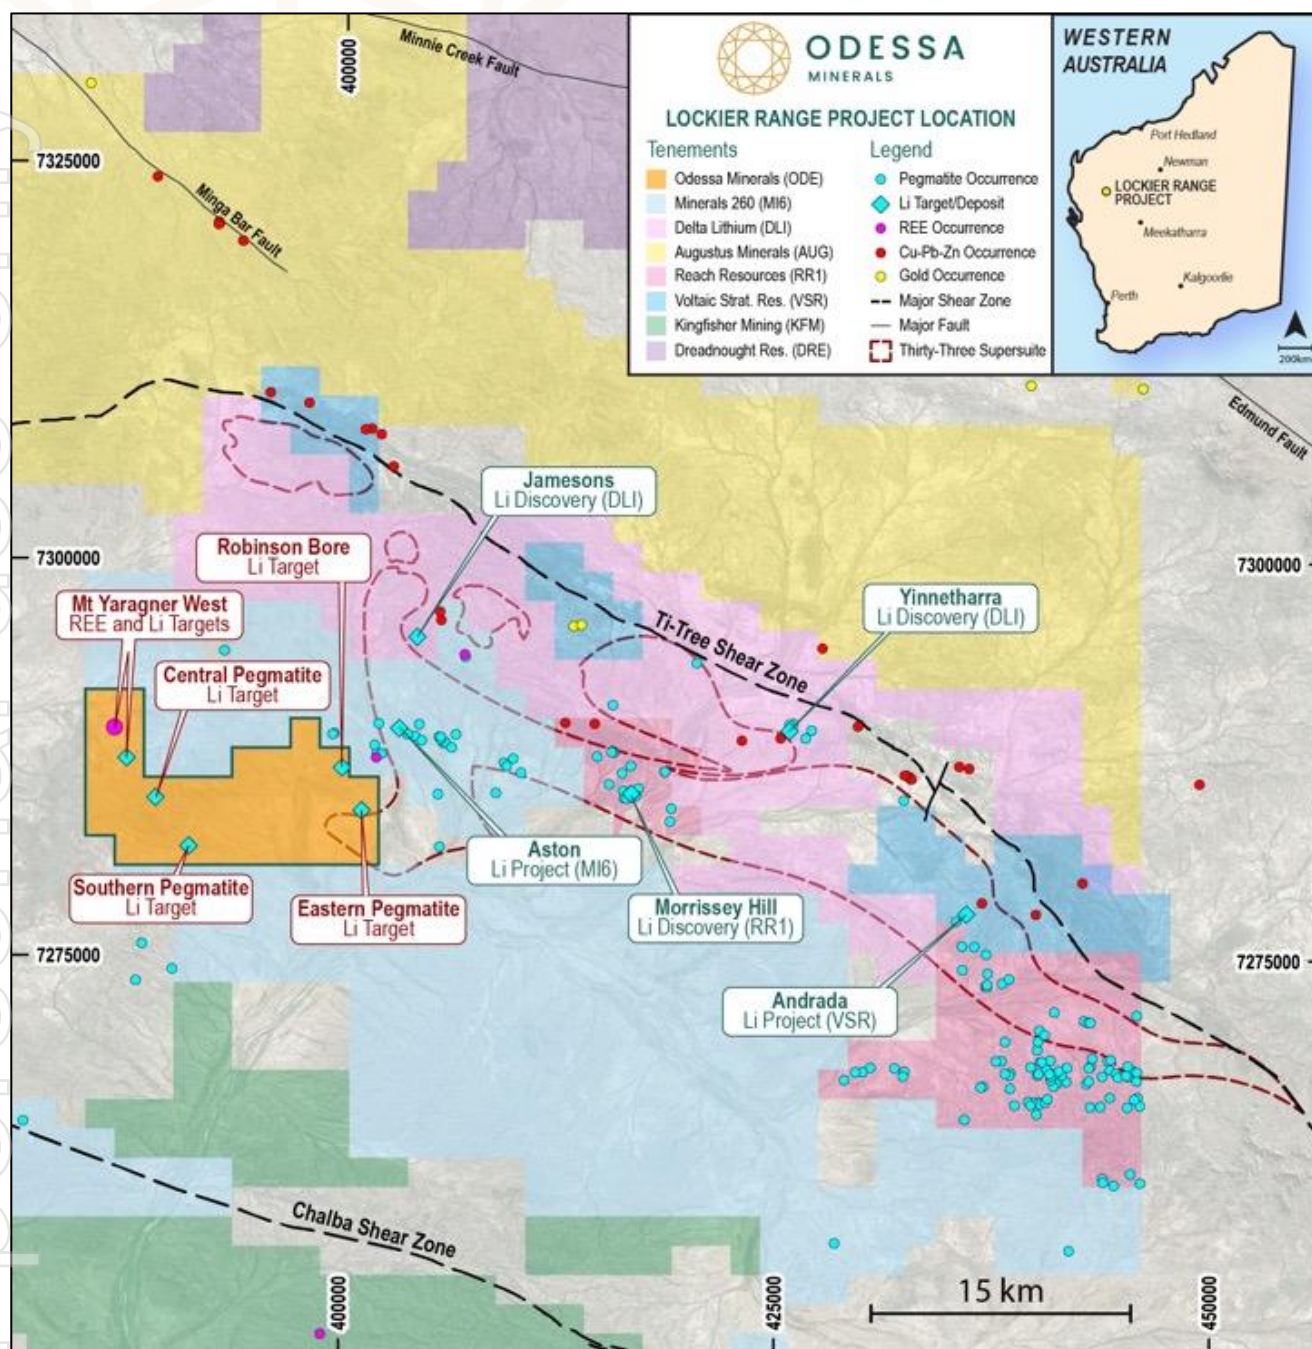 400000
Minnie Creek Fault
7325000
Minga Bar Fault
ODESSA
MINERALS
LOCKIER RANGE PROJECT LOCATION
Tenements
Odessa Minerals (ODE)
Minerals 260 (MI6)
Delta Lithium (DLI)
Augustus Minerals (AUG)
Reach Resources (RR1)
Voltaic Strat. Res. (VSR)
Kingfisher Mining (KFM)
Dreadnought Res. (DRE)
Legend
Pegmatite Occurrence
Li Target/Deposit
REE Occurrence
Cu-Pb-Zn Occurrence
Gold Occurrence
Major Shear Zone
Major Fault
Thirty-Three Supersuite
WESTERN
AUSTRALIA
Port Hedland
Newman
LOCKIER RANGE
PROJECT
Meekatharra
Kalgoorlie
Perth
200km
Edmund Fault
Jamesons
Li Discovery (DLI)
Robinson Bore
Li Target
7300000
7300000
Mt Yaragner West
REE and Li Targets
Yinnetharra
Li Discovery (DLI)
Ti-Tree Shear Zone
Central Pegmatite
Li Target
Aston
Li Project (MI6)
Southern Pegmatite
Li Target
Eastern Pegmatite
Li Target
Morrissey Hill
Li Discovery (RR1)
7275000
7275000
Andrada
Li Project (VSR)
Chalba Shear Zone
15 km
400000
425000
450000